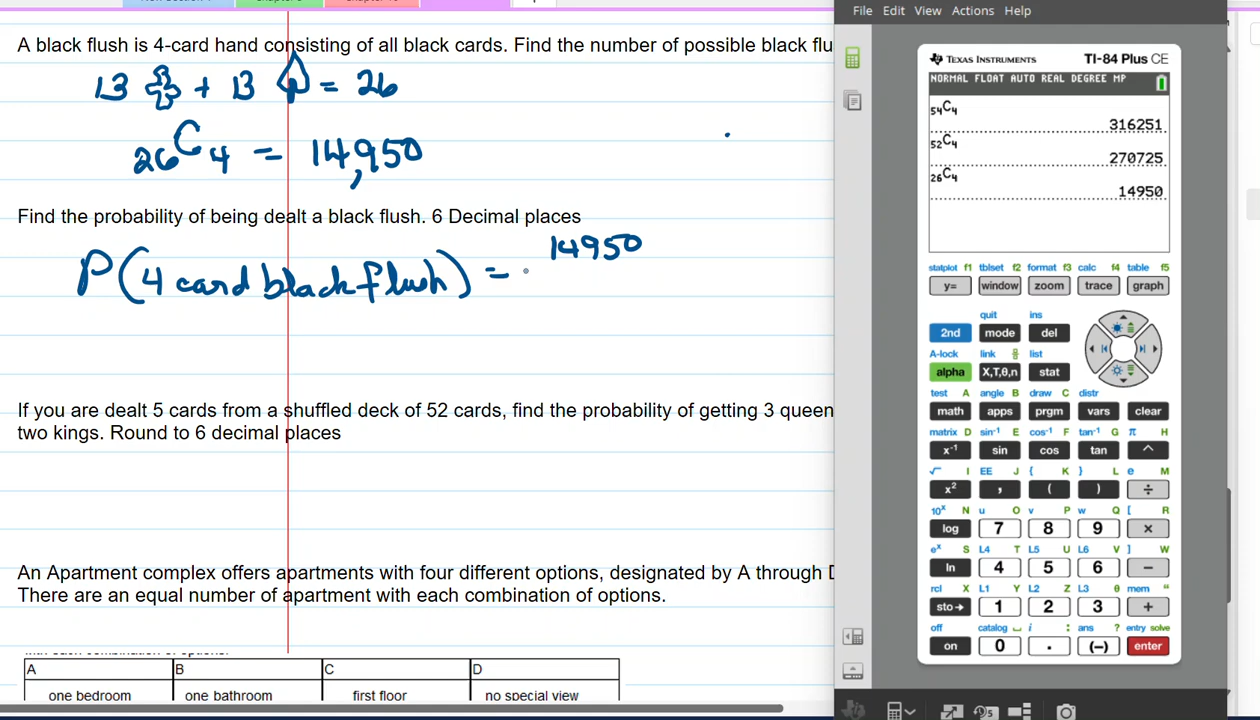 File Edit View Actions Help
A black flush is 4-card hand consisting of all black cards. Find the number of possible black flu
13 + 13 = 26
26C4 = 14,950
Find the probability of being dealt a black flush. 6 Decimal places
P(4 card black flush) = 14950
If you are dealt 5 cards from a shuffled deck of 52 cards, find the probability of getting 3 queen
two kings. Round to 6 decimal places
An Apartment complex offers apartments with four different options, designated by A through D
There are an equal number of apartment with each combination of options.
A B C D
one bedroom one bathroom first floor no special view
TEXAS INSTRUMENTS TI-84 Plus CE
NORMAL FLOAT AUTO REAL DEGREE MP
54C4
316251
52C4
270725
26C4
14950
statplot f1 tblset f2 format f3 calc f4 table f5
y= window zoom trace graph
quit ins
2nd mode del
A-lock link list
alpha X,T,θ,n stat
test A angle B draw C distr
math apps prgm vars clear
matrix D sin⁻¹ E cos⁻¹ F tan⁻¹ G π H
x⁻¹ sin cos tan ^
√ I EE J { K } L e M
x² , ( ) ÷
10ˣ N u O v P w Q [ R
log 7 8 9 ×
eˣ S L4 T L5 U L6 V ] W
ln 4 5 6 −
rcl X L1 Y L2 Z L3 θ mem "
sto→ 1 2 3 +
off catalog i : ans ? entry solve
on 0 . (−) enter